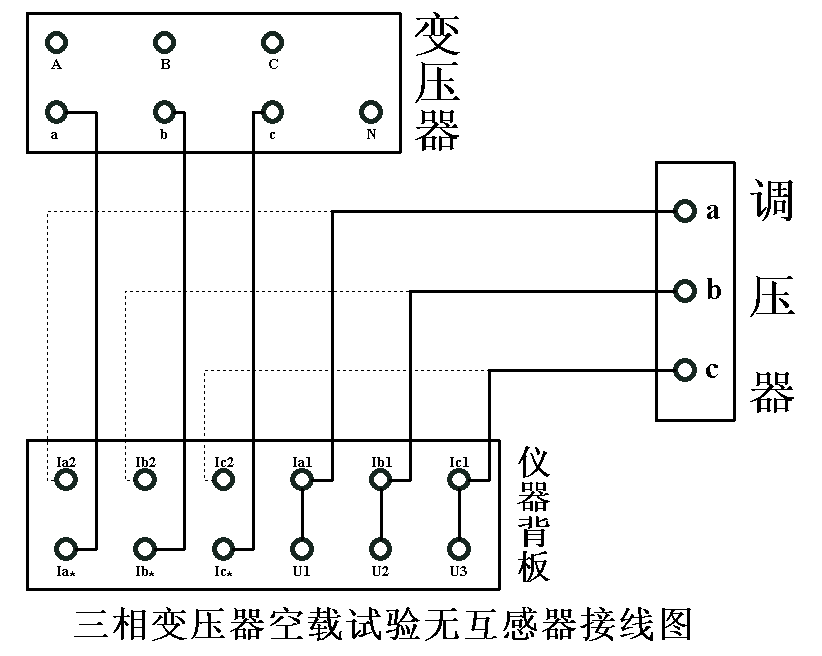 A B C
a b c N
变压器
a
b
c
调压器
Ia2 Ib2 Ic2 Ia1 Ib1 Ic1
Ia* Ib* Ic* U1 U2 U3
仪器背板
三相变压器空载试验无互感器接线图